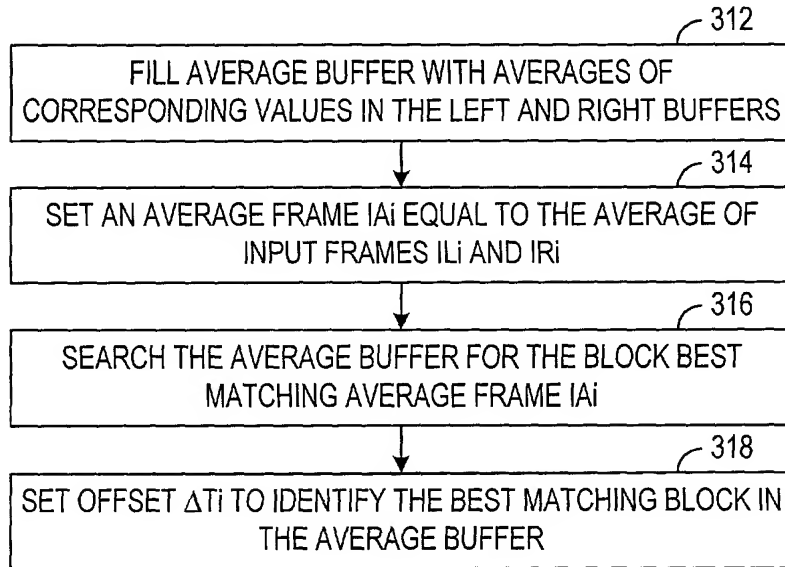 312
FILL AVERAGE BUFFER WITH AVERAGES OF
CORRESPONDING VALUES IN THE LEFT AND RIGHT BUFFERS
314
SET AN AVERAGE FRAME IAi EQUAL TO THE AVERAGE OF
INPUT FRAMES ILi AND IRi
316
SEARCH THE AVERAGE BUFFER FOR THE BLOCK BEST
MATCHING AVERAGE FRAME IAi
318
SET OFFSET ΔTi TO IDENTIFY THE BEST MATCHING BLOCK IN
THE AVERAGE BUFFER